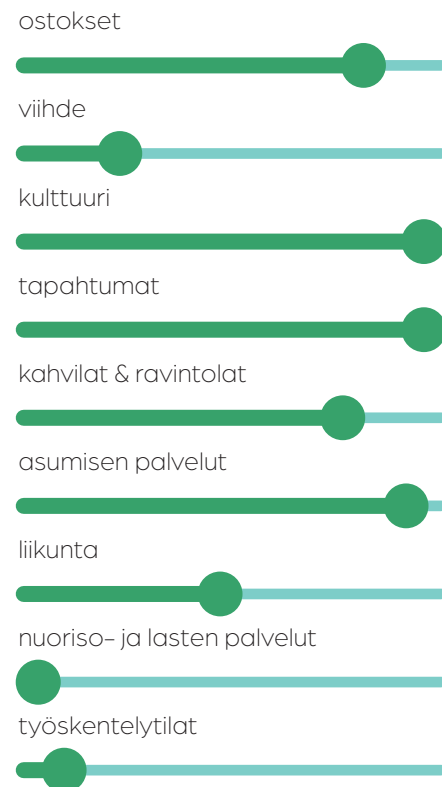 ostokset
viihde
kulttuuri
tapahtumat
kahvilat & ravintolat
asumisen palvelut
liikunta
nuoriso- ja lasten palvelut
työskentelytilat